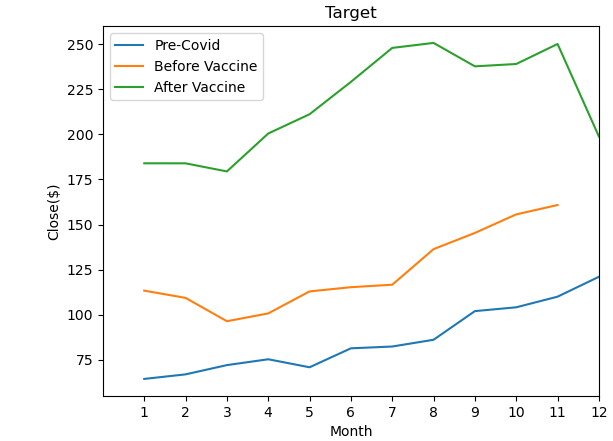 Target
Pre-Covid
Before Vaccine
After Vaccine
Close($)
250
225
200
175
150
125
100
75
1 2 3 4 5 6 7 8 9 10 11 12
Month